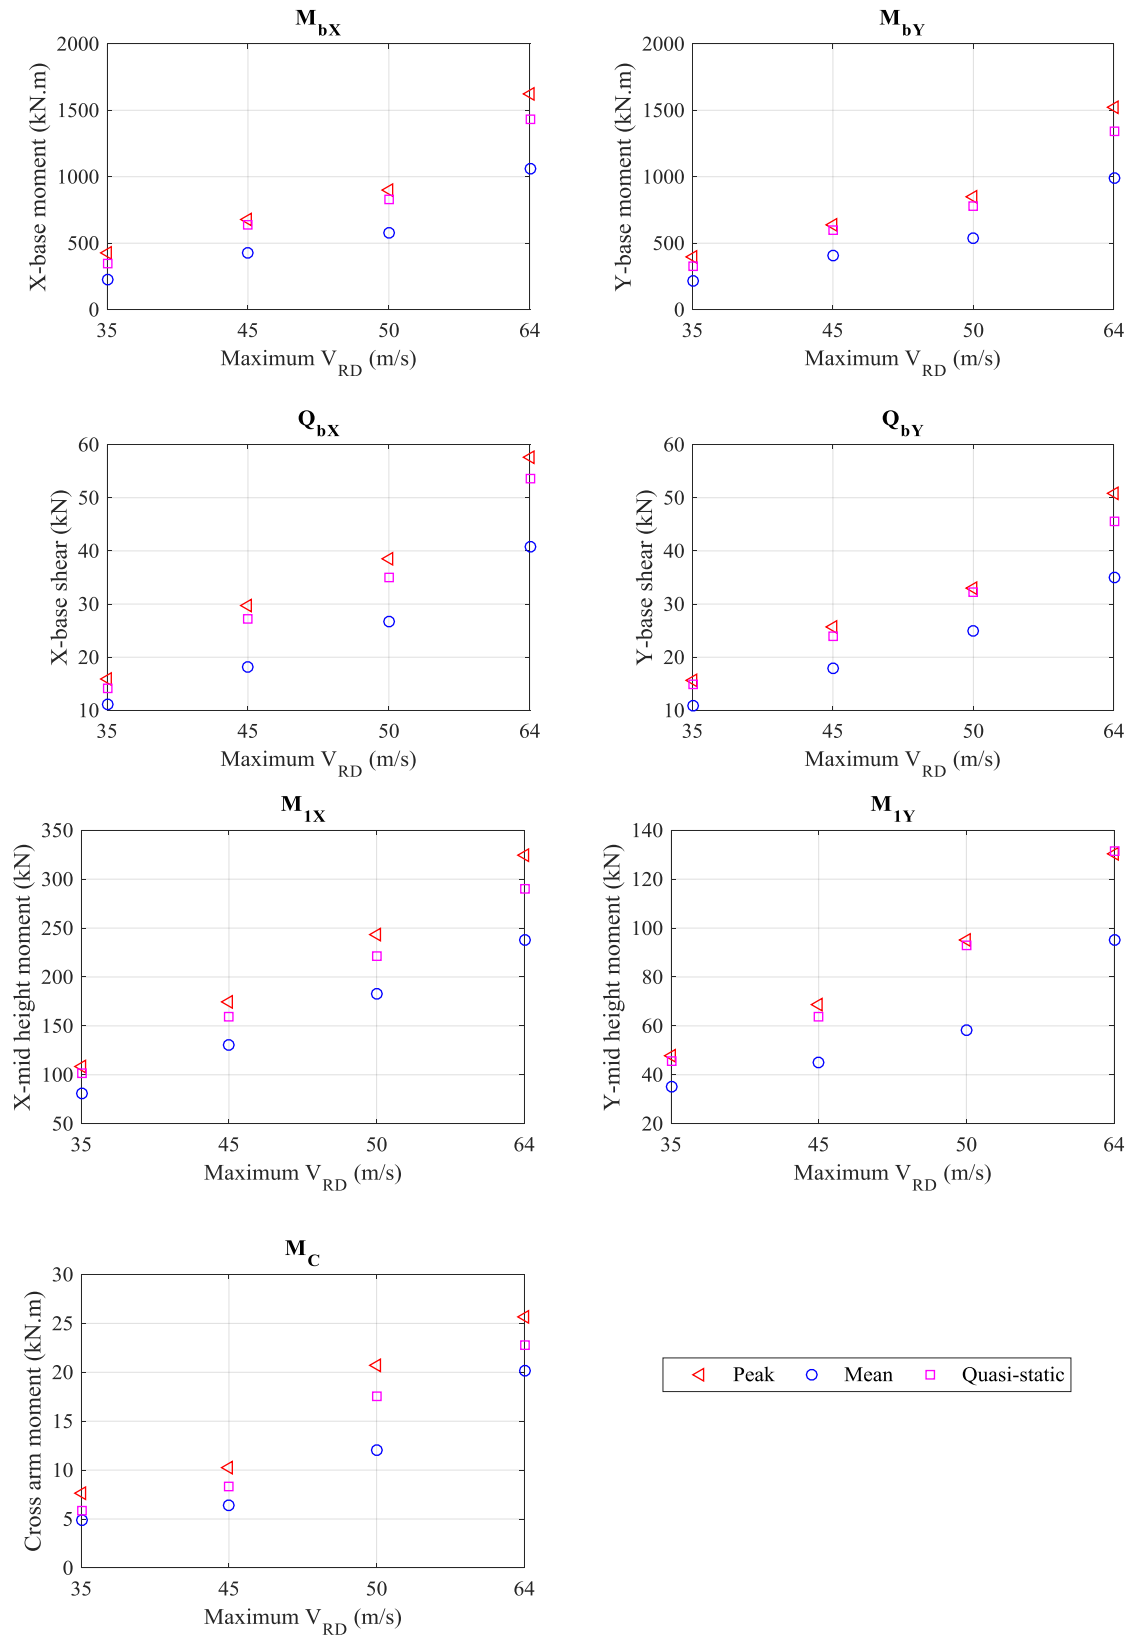 M_bX
X-base moment (kN.m)
2000
1500
1000
500
0
35 45 50 64
Maximum V_RD (m/s)
M_bY
Y-base moment (kN.m)
2000
1500
1000
500
0
35 45 50 64
Maximum V_RD (m/s)
Q_bX
X-base shear (kN)
60
50
40
30
20
10
35 45 50 64
Maximum V_RD (m/s)
Q_bY
Y-base shear (kN)
60
50
40
30
20
10
35 45 50 64
Maximum V_RD (m/s)
M_1X
X-mid height moment (kN)
350
300
250
200
150
100
50
35 45 50 64
Maximum V_RD (m/s)
M_1Y
Y-mid height moment (kN)
140
120
100
80
60
40
20
35 45 50 64
Maximum V_RD (m/s)
M_C
Cross arm moment (kN.m)
30
25
20
15
10
5
0
35 45 50 64
Maximum V_RD (m/s)
Peak Mean Quasi-static